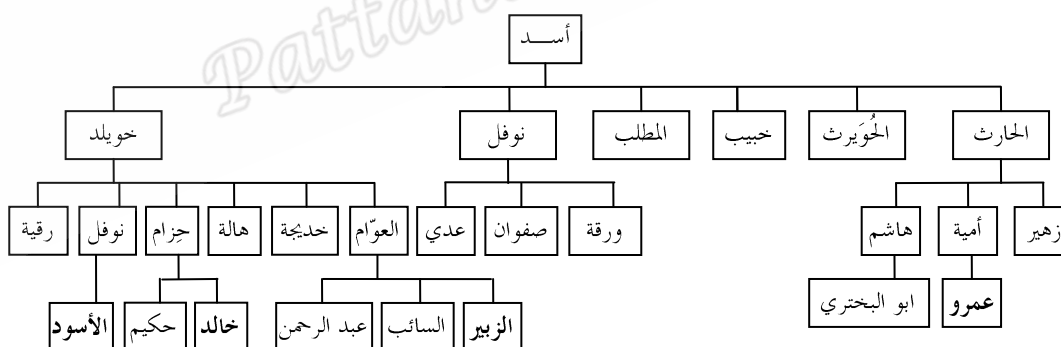 أسد
الحارث الحُوَيرث خبيب المطلب نوفل خويلد
زهير أمية هاشم ورقة صفوان عدي العوّام خديجة هالة حِزام نوفل رقية
عمرو ابو البختري الزبير السائب عبد الرحمن خالد حكيم الأسود